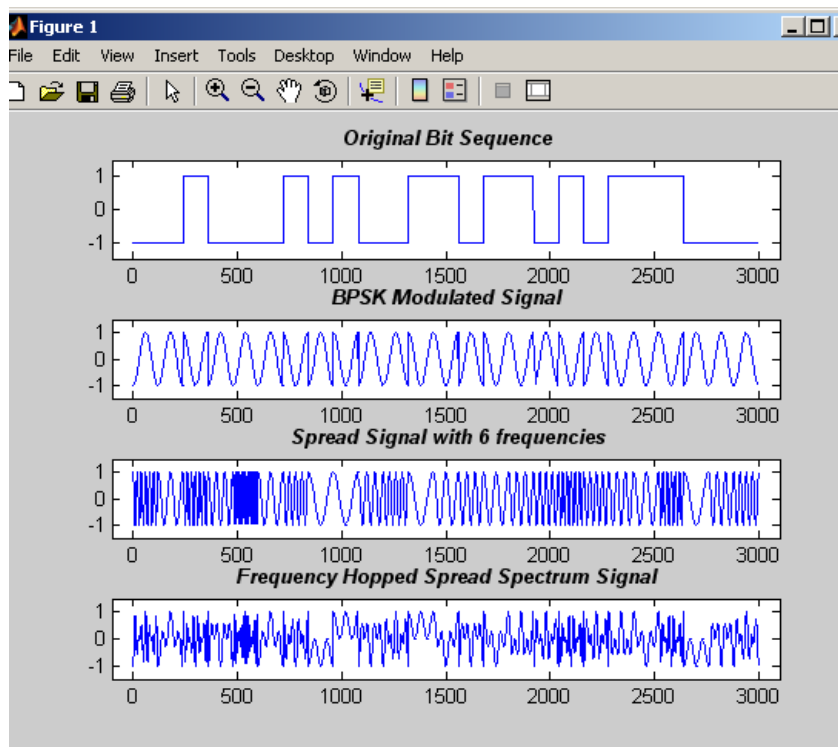 Figure 1
File Edit View Insert Tools Desktop Window Help
Original Bit Sequence
1
0
-1
0 500 1000 1500 2000 2500 3000
BPSK Modulated Signal
1
0
-1
0 500 1000 1500 2000 2500 3000
Spread Signal with 6 frequencies
1
0
-1
0 500 1000 1500 2000 2500 3000
Frequency Hopped Spread Spectrum Signal
1
0
-1
0 500 1000 1500 2000 2500 3000